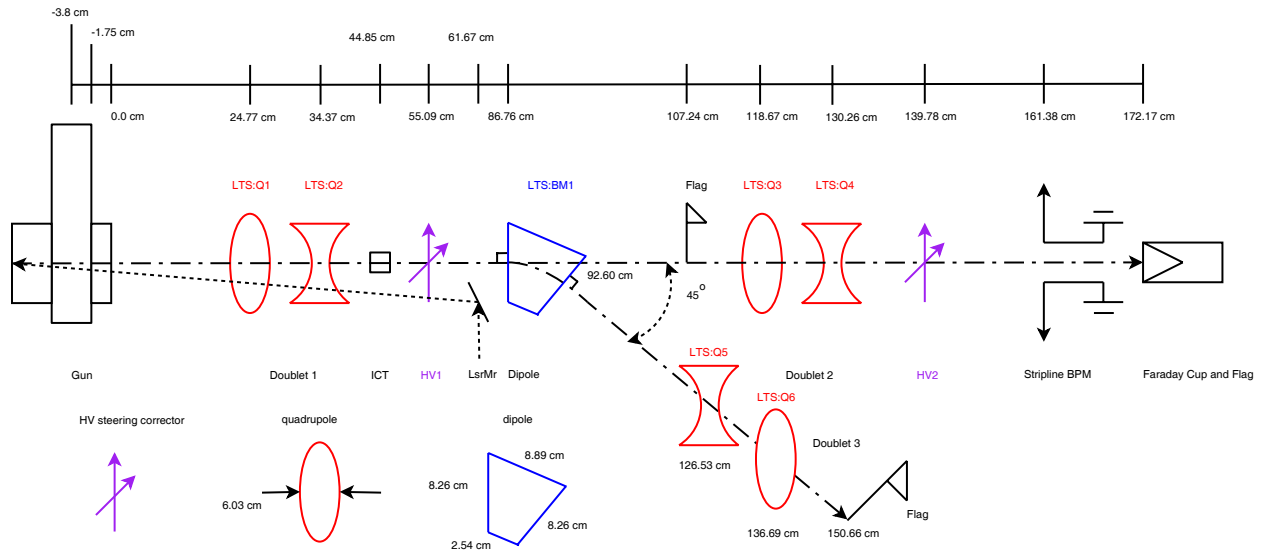 -3.8 cm
-1.75 cm
44.85 cm
61.67 cm
0.0 cm
24.77 cm
34.37 cm
55.09 cm
86.76 cm
107.24 cm
118.67 cm
130.26 cm
139.78 cm
161.38 cm
172.17 cm
LTS:Q1
LTS:Q2
LTS:BM1
Flag
LTS:Q3
LTS:Q4
92.60 cm
45°
LTS:Q5
Gun
Doublet 1
ICT
HV1
LsrMr
Dipole
Doublet 2
HV2
Stripline BPM
Faraday Cup and Flag
LTS:Q6
HV steering corrector
quadrupole
dipole
Doublet 3
8.89 cm
126.53 cm
8.26 cm
6.03 cm
Flag
8.26 cm
136.69 cm
150.66 cm
2.54 cm